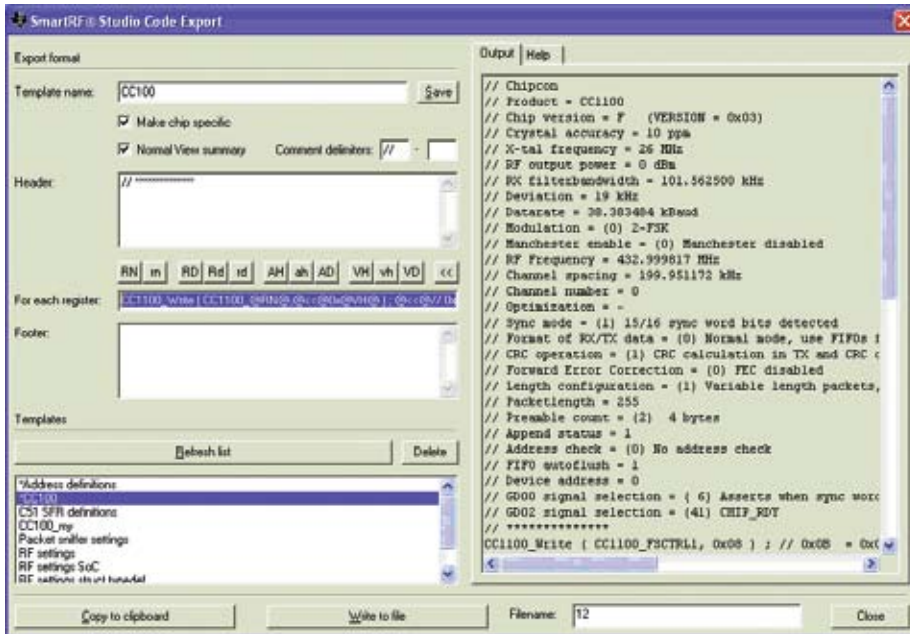 SmartRF® Studio Code Export
Export format
Template name: CC100 Save
Make chip specific
Normal View summary Comment delimiters: // -
Header: // **************
RN rn RD Rd rd AH ah AD VH vh VD <<
For each register: CC1100_Write ( CC1100_@RN@,@<<@0x@VH@ ) ; @<<@// 0x
Footer:
Templates
Refresh list Delete
*Address definitions
*CC100
C51 SFR definitions
CC100_my
Packet sniffer settings
RF settings
RF settings SoC
RF settings struct typedef
Copy to clipboard Write to file Filename: 12 Close
Output Help
// Chipcon
// Product = CC1100
// Chip version = F (VERSION = 0x03)
// Crystal accuracy = 10 ppm
// X-tal frequency = 26 MHz
// RF output power = 0 dBm
// RX filterbandwidth = 101.562500 kHz
// Deviation = 19 kHz
// Datarate = 38.383484 kBaud
// Modulation = (0) 2-FSK
// Manchester enable = (0) Manchester disabled
// RF Frequency = 432.999817 MHz
// Channel spacing = 199.951172 kHz
// Channel number = 0
// Optimization = -
// Sync mode = (1) 15/16 sync word bits detected
// Format of RX/TX data = (0) Normal mode, use FIFOs f
// CRC operation = (1) CRC calculation in TX and CRC c
// Forward Error Correction = (0) FEC disabled
// Length configuration = (1) Variable length packets,
// Packetlength = 255
// Preamble count = (2) 4 bytes
// Append status = 1
// Address check = (0) No address check
// FIFO autoflush = 1
// Device address = 0
// GDO0 signal selection = ( 6) Asserts when sync word
// GDO2 signal selection = (41) CHIP_RDY
// **************
CC1100_Write ( CC1100_FSCTRL1, 0x08 ) ; // 0x0B = 0x0